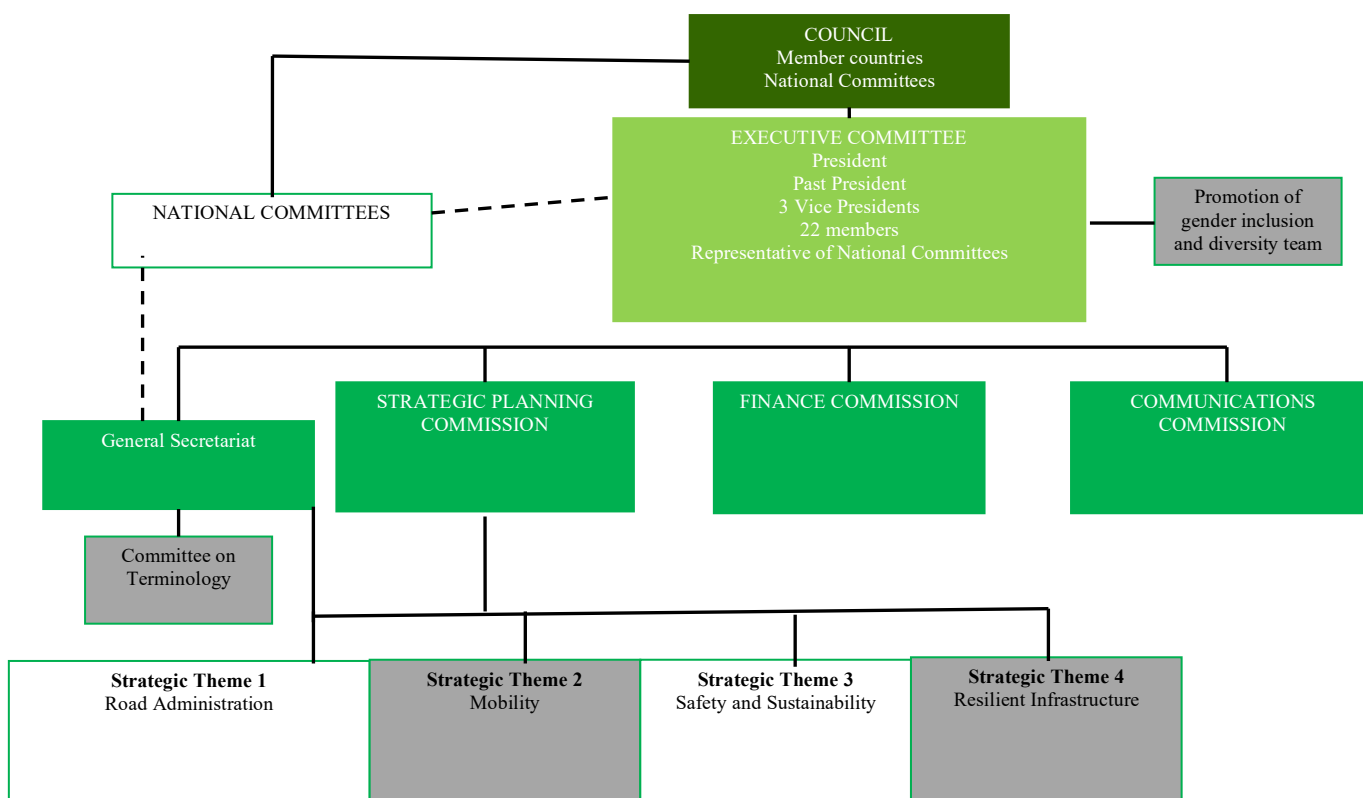 COUNCIL
Member countries
National Committees
EXECUTIVE COMMITTEE
President
Past President
3 Vice Presidents
22 members
Representative of National Committees
NATIONAL COMMITTEES
Promotion of
gender inclusion
and diversity team
General Secretariat
STRATEGIC PLANNING
COMMISSION
FINANCE COMMISSION
COMMUNICATIONS
COMMISSION
Committee on
Terminology
Strategic Theme 1
Road Administration
Strategic Theme 2
Mobility
Strategic Theme 3
Safety and Sustainability
Strategic Theme 4
Resilient Infrastructure